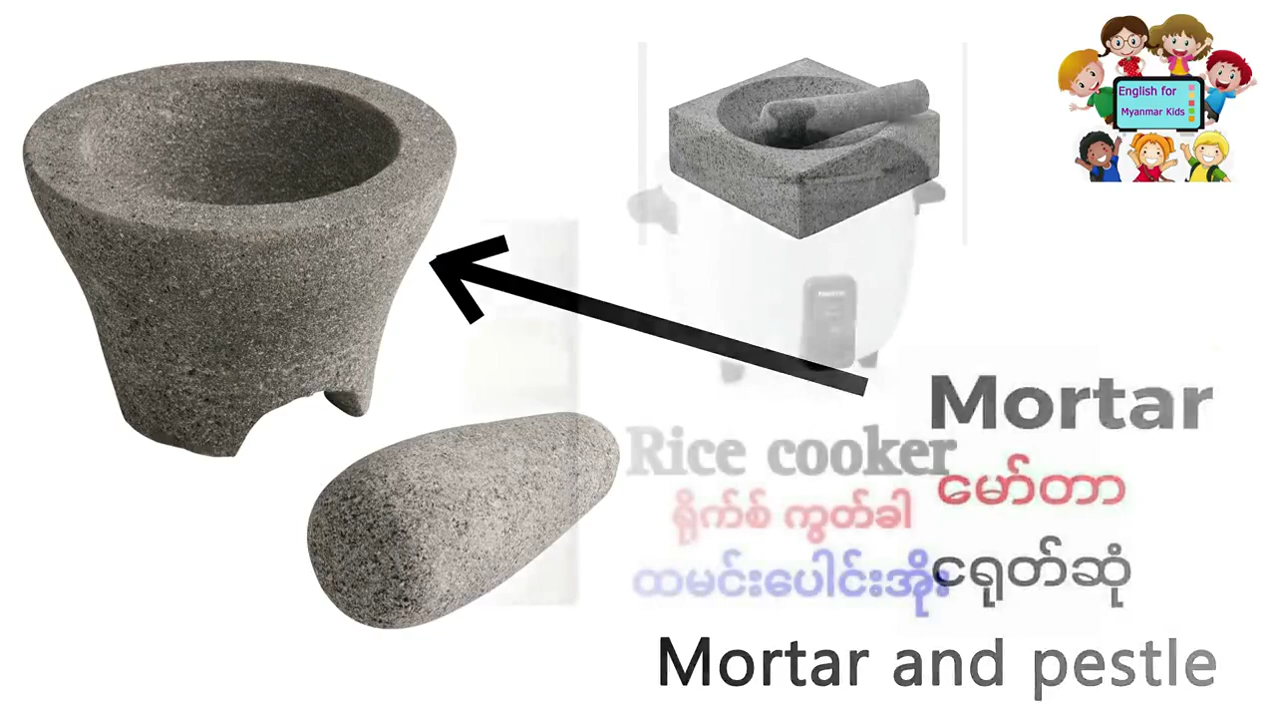 English for
Myanmar Kids
Mortar
Rice cooker
မော်တာ
ရိုက်စ် ကွတ်ခါ
ငရုတ်ဆုံ
ထမင်းပေါင်းအိုး
Mortar and pestle